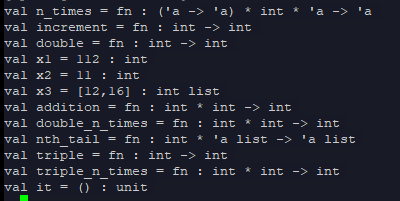 val n_times = fn : ('a -> 'a) * int * 'a -> 'a
val increment = fn : int -> int
val double = fn : int -> int
val x1 = 112 : int
val x2 = 11 : int
val x3 = [12,16] : int list
val addition = fn : int * int -> int
val double_n_times = fn : int * int -> int
val nth_tail = fn : int * 'a list -> 'a list
val triple = fn : int -> int
val triple_n_times = fn : int * int -> int
val it = () : unit